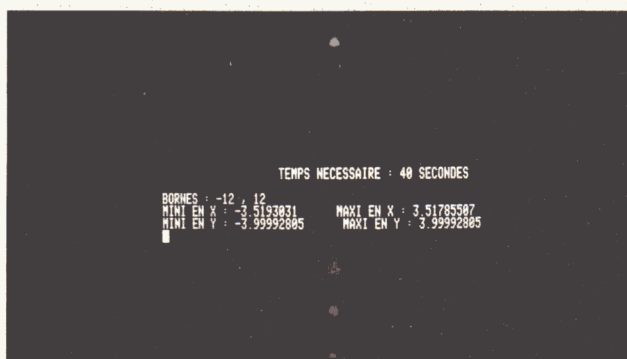 TEMPS NECESSAIRE : 40 SECONDES
BORNES : -12 , 12
MINI EN X : -3.5193031 MAXI EN X : 3.51785507
MINI EN Y : -3.99992805 MAXI EN Y : 3.99992805